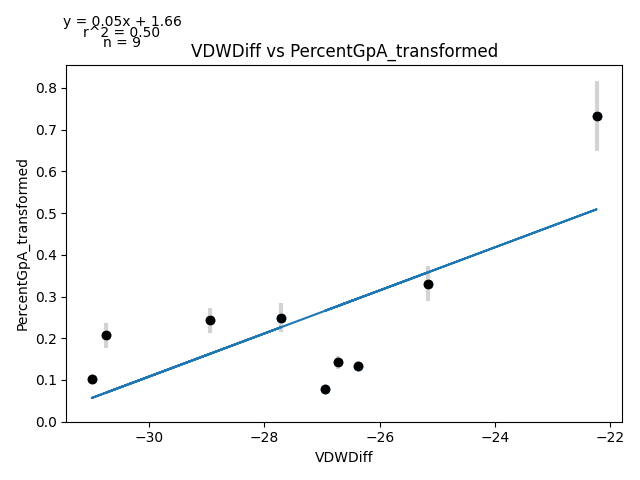 y = 0.05x + 1.66
r^2 = 0.50
n = 9
VDWDiff vs PercentGpA_transformed
PercentGpA_transformed
0.8
0.7
0.6
0.5
0.4
0.3
0.2
0.1
0.0
−30
−28
−26
−24
−22
VDWDiff